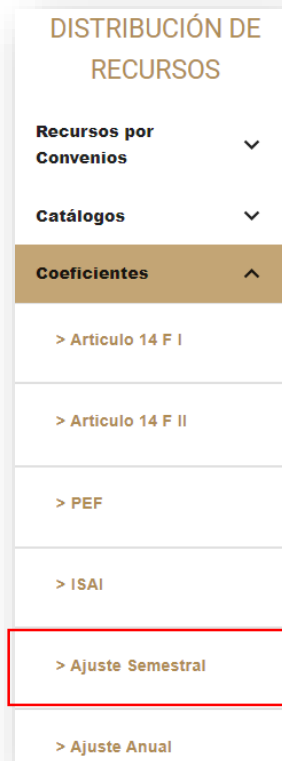 DISTRIBUCIÓN DE
RECURSOS
Recursos por
Convenios
Catálogos
Coeficientes
> Artículo 14 F I
> Artículo 14 F II
> PEF
> ISAI
> Ajuste Semestral
> Ajuste Anual